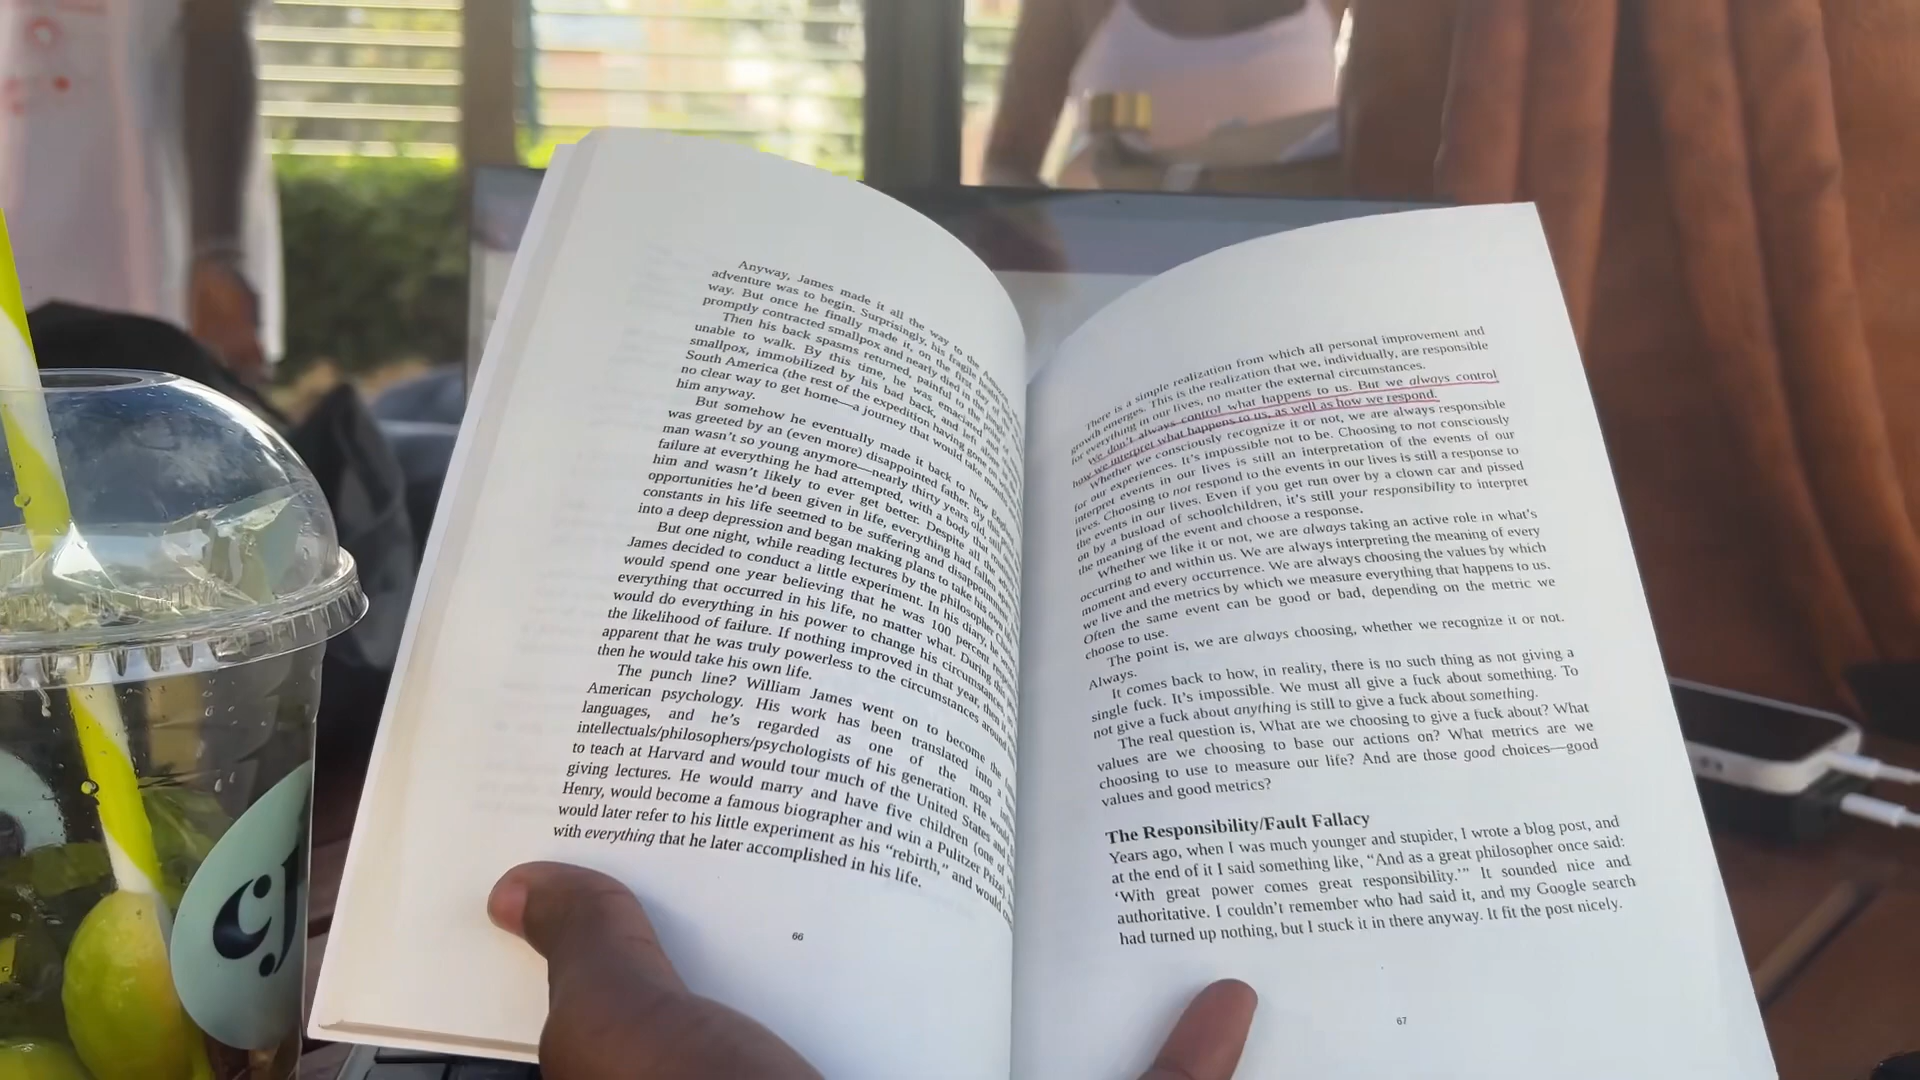 Anyway, James made it all the way to the
adventure was to begin. Surprisingly, his fragile health
way. But once he finally made it, on the first
promptly contracted smallpox and nearly died in the
Then his back spasms returned, painful to the
unable to walk. By this time, he was emaciated
smallpox, immobilized by his bad back, and left alone
South America (the rest of the expedition having gone on
no clear way to get home—a journey that would take
him anyway.
But somehow he eventually made it back to New
was greeted by an (even more) disappointed father. By this
man wasn't so young anymore—nearly thirty years old, still
failure at everything he had attempted, with a body that
him and wasn't likely to ever get better. Despite all the
opportunities he'd been given in life, everything had fallen
constants in his life seemed to be suffering and
into a deep depression and began making plans to take his own
But one night, while reading lectures by the philosopher
James decided to conduct a little experiment. In his diary, he
would spend one year believing that he was 100 percent
everything that occurred in his life, no matter what. During this
would do everything in his power to change his circumstances,
the likelihood of failure. If nothing improved in that year, then
apparent that he was truly powerless to the circumstances around
then he would take his own life.
The punch line? William James went on to become the
American psychology. His work has been translated into a
languages, and he's regarded as one of the most
intellectuals/philosophers/psychologists of his generation. He would
to teach at Harvard and would tour much of the United States and
giving lectures. He would marry and have five children (one of
Henry, would become a famous biographer and win a Pulitzer Prize)
would later refer to his little experiment as his “rebirth,” and would
with everything that he later accomplished in his life.
66
There is a simple realization from which all personal improvement and
growth emerges. This is the realization that we, individually, are responsible
for everything in our lives, no matter the external circumstances.
We don't always control what happens to us. But we always control
how we interpret what happens to us, as well as how we respond.
Whether we consciously recognize it or not, we are always responsible
for our experiences. It's impossible not to be. Choosing to not consciously
interpret events in our lives is still an interpretation of the events of our
lives. Choosing to not respond to the events in our lives is still a response to
the events in our lives. Even if you get run over by a clown car and pissed
on by a busload of schoolchildren, it's still your responsibility to interpret
the meaning of the event and choose a response.
Whether we like it or not, we are always taking an active role in what's
occurring to and within us. We are always interpreting the meaning of every
moment and every occurrence. We are always choosing the values by which
we live and the metrics by which we measure everything that happens to us.
Often the same event can be good or bad, depending on the metric we
choose to use.
The point is, we are always choosing, whether we recognize it or not.
Always.
It comes back to how, in reality, there is no such thing as not giving a
single fuck. It's impossible. We must all give a fuck about something. To
not give a fuck about anything is still to give a fuck about something.
The real question is, What are we choosing to give a fuck about? What
values are we choosing to base our actions on? What metrics are we
choosing to use to measure our life? And are those good choices—good
values and good metrics?
The Responsibility/Fault Fallacy
Years ago, when I was much younger and stupider, I wrote a blog post, and
at the end of it I said something like, “And as a great philosopher once said:
‘With great power comes great responsibility.’” It sounded nice and
authoritative. I couldn't remember who had said it, and my Google search
had turned up nothing, but I stuck it in there anyway. It fit the post nicely.
67
cj